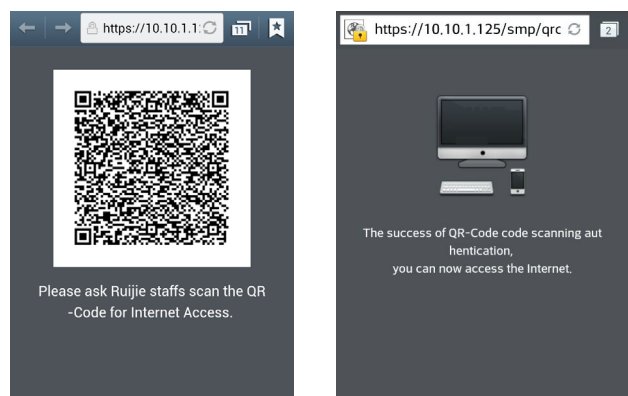 https://10.10.1.1:
11
Please ask Ruijie staffs scan the QR
-Code for Internet Access.
https://10.10.1.125/smp/qrc
2
The success of QR-Code code scanning aut
hentication,
you can now access the Internet.